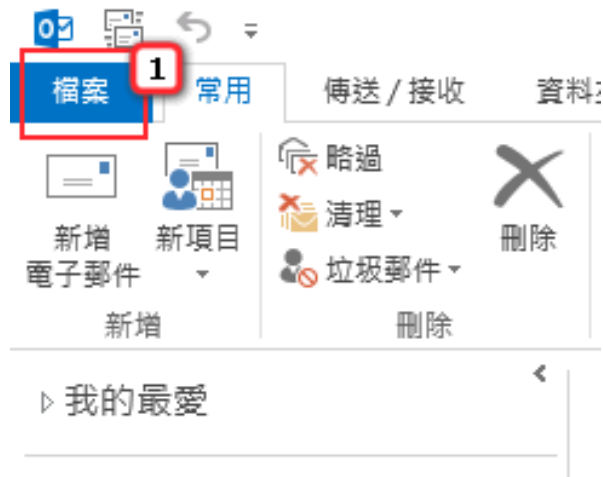 1
檔案 常用 傳送 / 接收
略過
新增 新項目 清理 刪除
電子郵件 垃圾郵件
新增 刪除
我的最愛